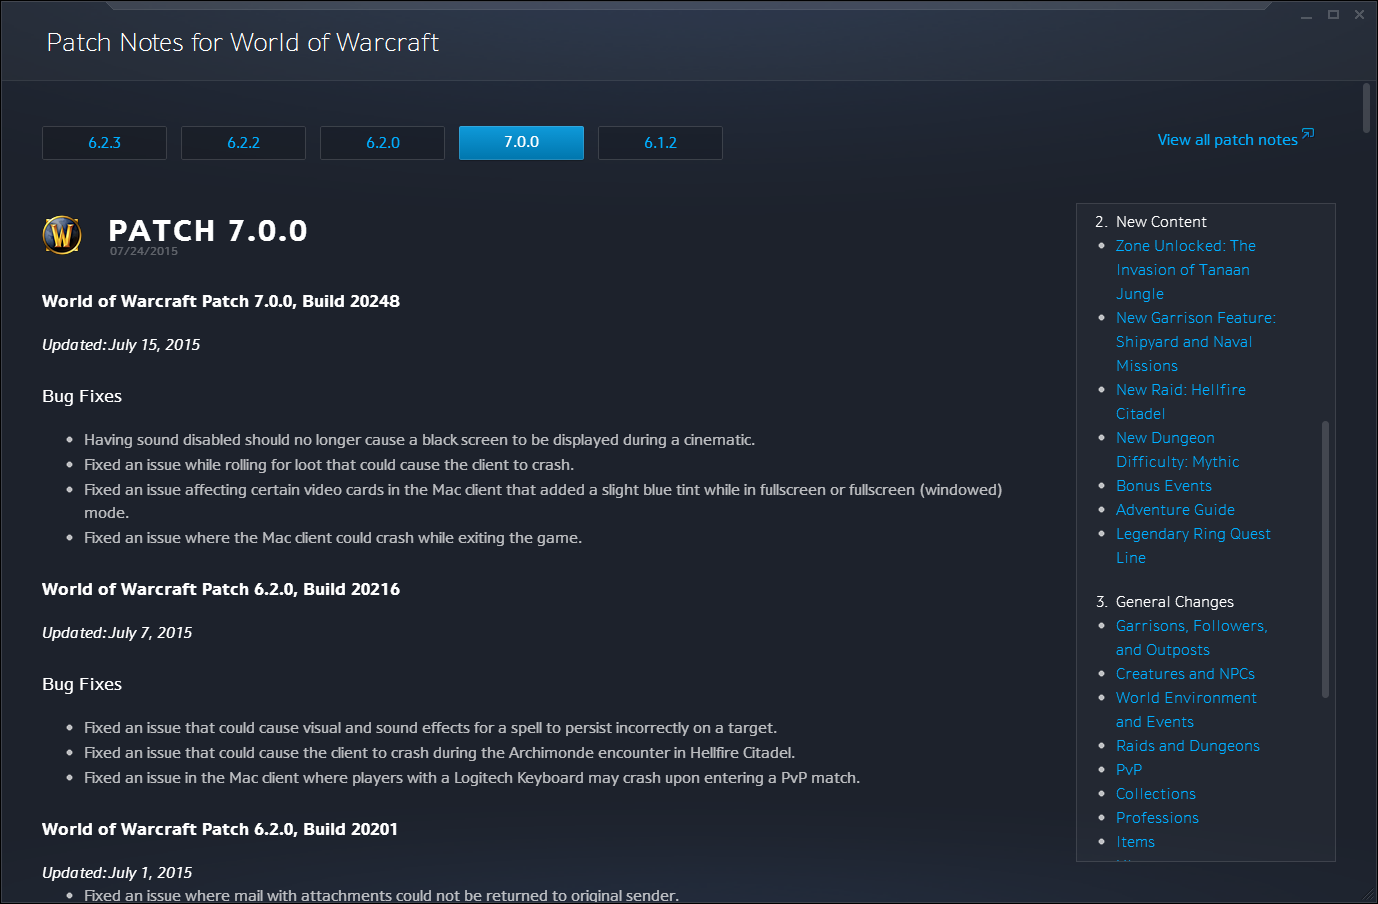 Patch Notes for World of Warcraft
6.2.3
6.2.2
6.2.0
7.0.0
6.1.2
View all patch notes
W
PATCH 7.0.0
07/24/2015
World of Warcraft Patch 7.0.0, Build 20248
Updated: July 15, 2015
Bug Fixes
• Having sound disabled should no longer cause a black screen to be displayed during a cinematic.
• Fixed an issue while rolling for loot that could cause the client to crash.
• Fixed an issue affecting certain video cards in the Mac client that added a slight blue tint while in fullscreen or fullscreen (windowed)
mode.
• Fixed an issue where the Mac client could crash while exiting the game.
World of Warcraft Patch 6.2.0, Build 20216
Updated: July 7, 2015
Bug Fixes
• Fixed an issue that could cause visual and sound effects for a spell to persist incorrectly on a target.
• Fixed an issue that could cause the client to crash during the Archimonde encounter in Hellfire Citadel.
• Fixed an issue in the Mac client where players with a Logitech Keyboard may crash upon entering a PvP match.
World of Warcraft Patch 6.2.0, Build 20201
Updated: July 1, 2015
• Fixed an issue where mail with attachments could not be returned to original sender.
2. New Content
• Zone Unlocked: The
Invasion of Tanaan
Jungle
• New Garrison Feature:
Shipyard and Naval
Missions
• New Raid: Hellfire
Citadel
• New Dungeon
Difficulty: Mythic
• Bonus Events
• Adventure Guide
• Legendary Ring Quest
Line
3. General Changes
• Garrisons, Followers,
and Outposts
• Creatures and NPCs
• World Environment
and Events
• Raids and Dungeons
• PvP
• Collections
• Professions
• Items